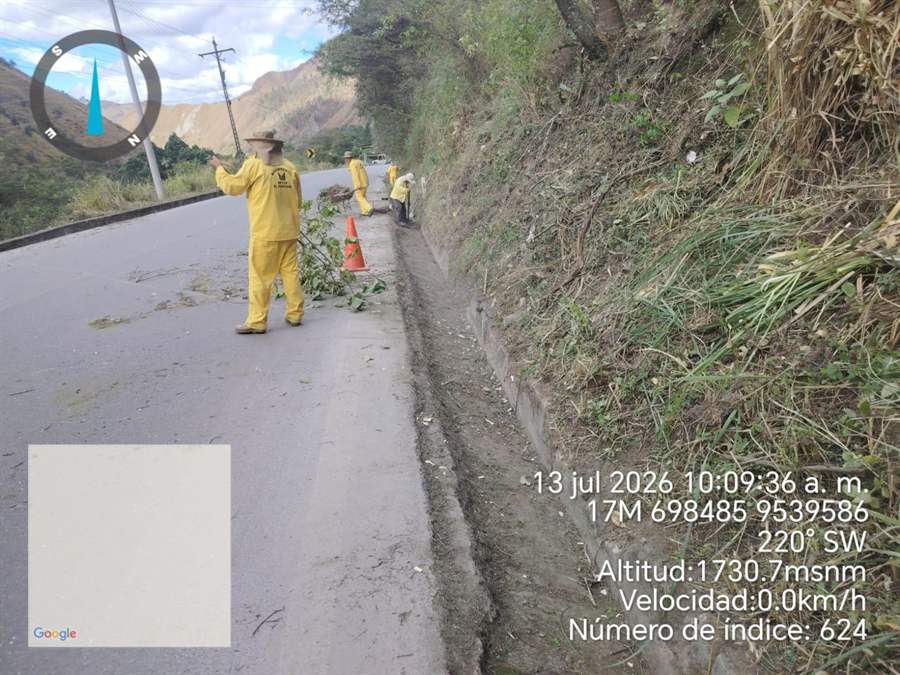 S
W
E
N
13 jul 2026 10:09:36 a. m.
17M 698485 9539586
220° SW
Altitud:1730.7msnm
Velocidad:0.0km/h
Número de índice: 624
Google